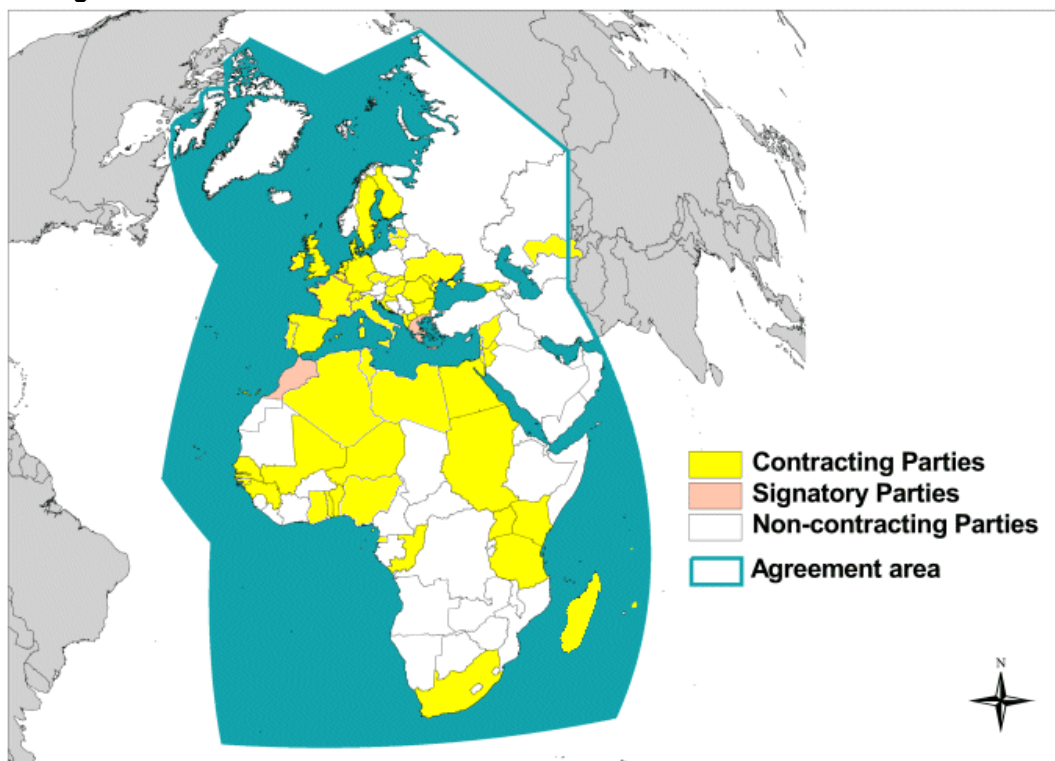 N
Contracting Parties
Signatory Parties
Non-contracting Parties
Agreement area